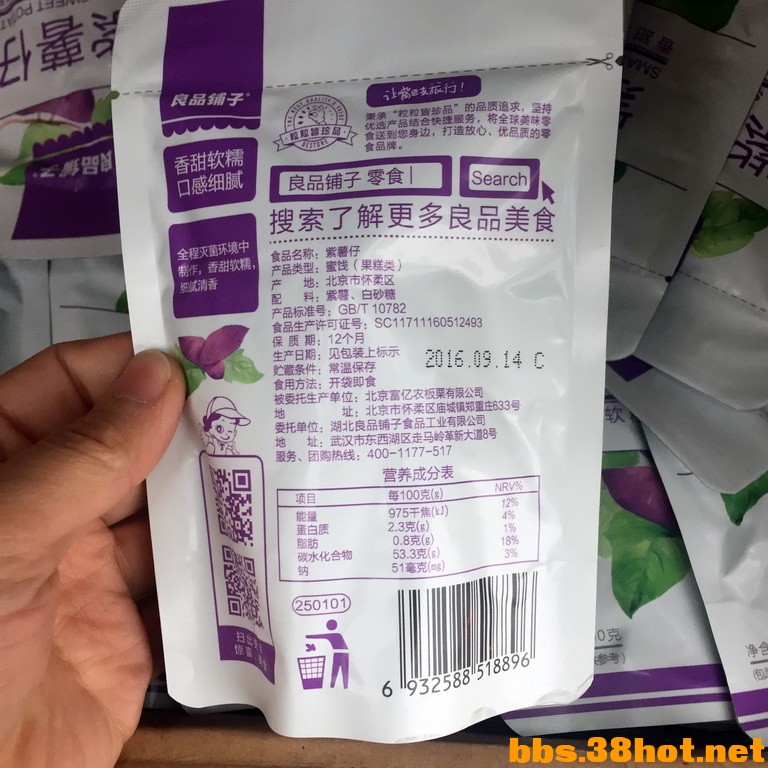 良品铺子®
让嘴巴去旅行!
秉承“粒粒皆珍品”的品质追求,坚持
优选产品结合快捷服务,将全球美味零
食送到您身边,打造放心、优品质的零
食品牌。
粒粒皆珍品
RESTORE
香甜软糯
口感细腻
良品铺子 零食
Search
搜索了解更多良品美食
全程灭菌环境中
制作,香甜软糯,
细腻清香
食品名称:紫薯仔
产品类型:蜜饯(果糕类)
产 地:北京市怀柔区
配 料:紫薯、白砂糖
产品标准号:GB/T 10782
食品生产许可证号:SC11711160512493
保 质 期:12个月
生产日期:见包装上标示
2016.09.14 C
贮藏条件:常温保存
食用方法:开袋即食
被委托生产单位:北京富亿农板栗有限公司
地 址:北京市怀柔区庙城镇郑重庄633号
委托单位:湖北良品铺子食品工业有限公司
地 址:武汉市东西湖区走马岭革新大道8号
服务、团购热线:400-1177-517
营养成分表
项目 每100克(g) NRV%
能量 975千焦(kJ) 12%
蛋白质 2.3克(g) 4%
脂肪 0.8克(g) 1%
碳水化合物 53.3克(g) 18%
钠 51毫克(mg) 3%
250101
6 932588 518896
bbs.38hot.net